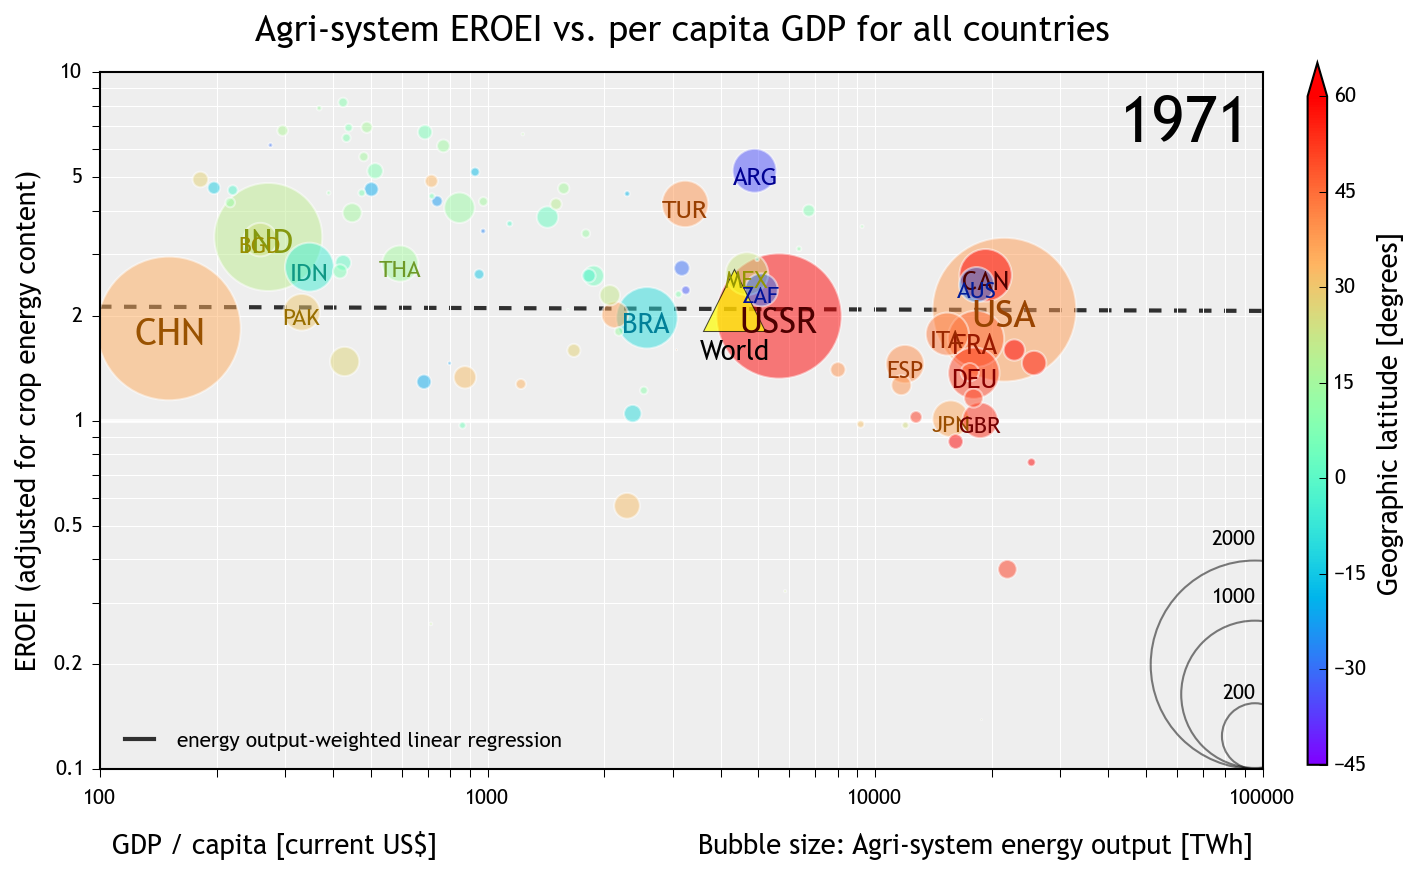 Agri-system EROEI vs. per capita GDP for all countries
1971
EROEI (adjusted for crop energy content)
10
5
2
1
0.5
0.2
0.1
ARG
TUR
IND
BGD
IDN
THA
MEX
ZAF
CAN
AUS
CHN
PAK
BRA
USSR
USA
World
ITA
FRA
ESP
DEU
JPN
GBR
2000
1000
200
energy output-weighted linear regression
100
1000
10000
100000
GDP / capita [current US$]
Bubble size: Agri-system energy output [TWh]
60
45
30
15
0
−15
−30
−45
Geographic latitude [degrees]